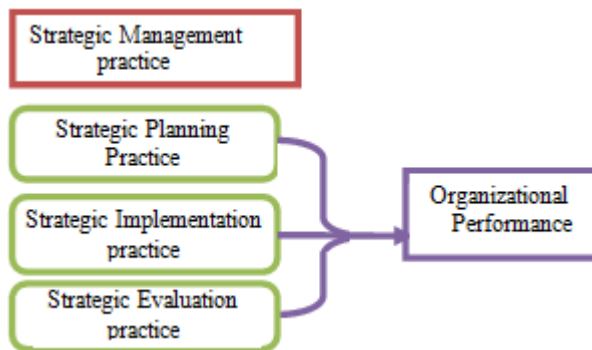 Strategic Management
practice
Strategic Planning
Practice
Strategic Implementation
practice
Strategic Evaluation
practice
Organizational
Performance